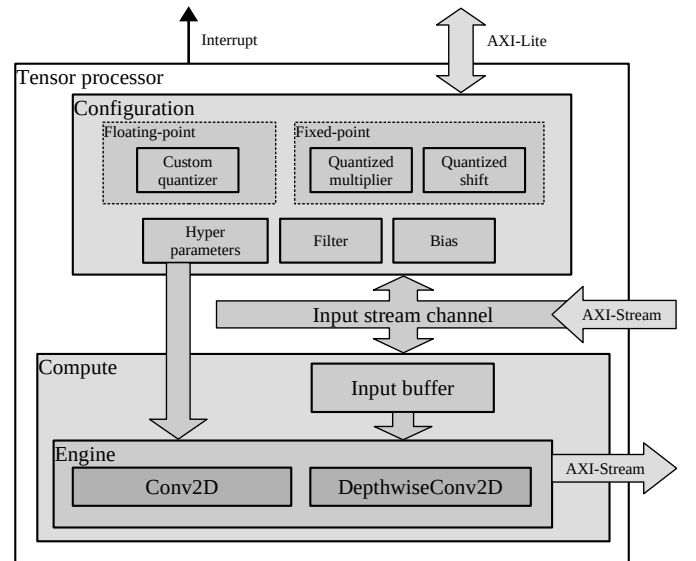 Interrupt
AXI-Lite
Tensor processor
Configuration
Floating-point
Fixed-point
Custom
quantizer
Quantized
multiplier
Quantized
shift
Hyper
parameters
Filter
Bias
Input stream channel
AXI-Stream
Compute
Input buffer
Engine
Conv2D
DepthwiseConv2D
AXI-Stream